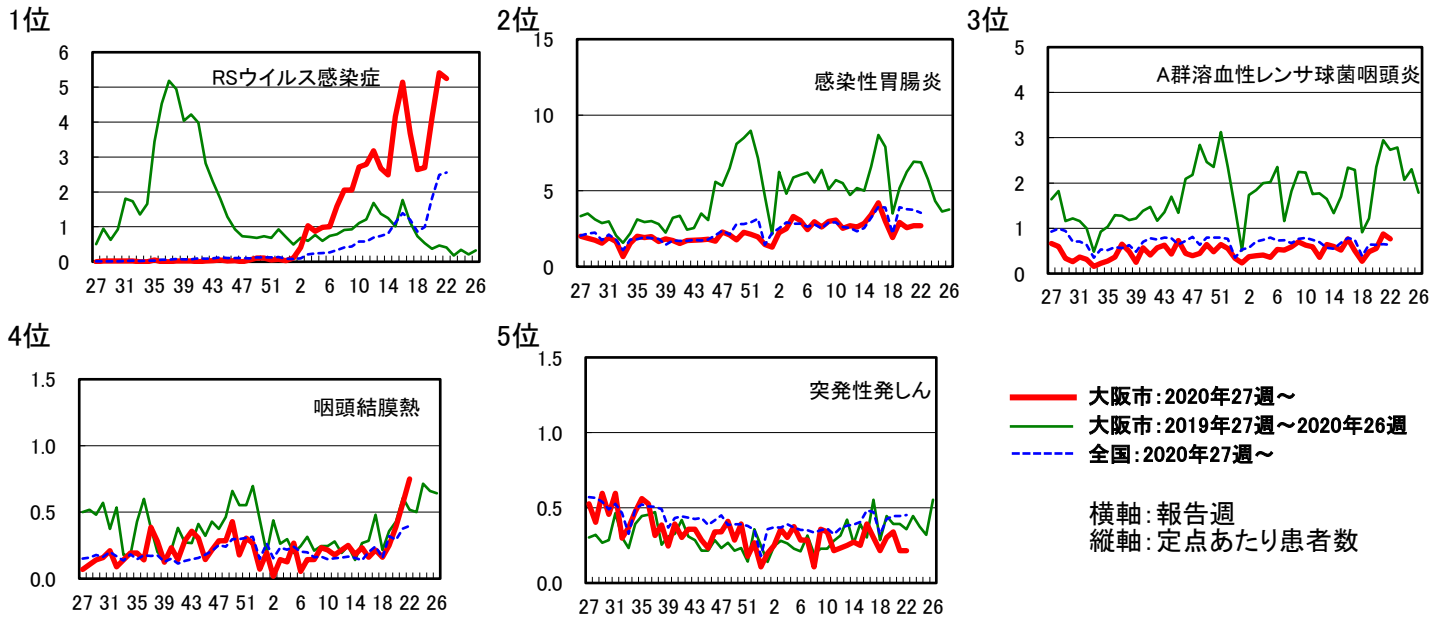 1位
RSウイルス感染症
6
5
4
3
2
1
0
27 31 35 39 43 47 51 2 6 10 14 18 22 26
2位
感染性胃腸炎
15
10
5
0
27 31 35 39 43 47 51 2 6 10 14 18 22 26
3位
A群溶血性レンサ球菌咽頭炎
5
4
3
2
1
0
27 31 35 39 43 47 51 2 6 10 14 18 22 26
4位
咽頭結膜熱
1.5
1.0
0.5
0.0
27 31 35 39 43 47 51 2 6 10 14 18 22 26
5位
突発性発しん
1.5
1.0
0.5
0.0
27 31 35 39 43 47 51 2 6 10 14 18 22 26
大阪市:2020年27週~
大阪市:2019年27週~2020年26週
全国:2020年27週~
横軸:報告週
縦軸:定点あたり患者数